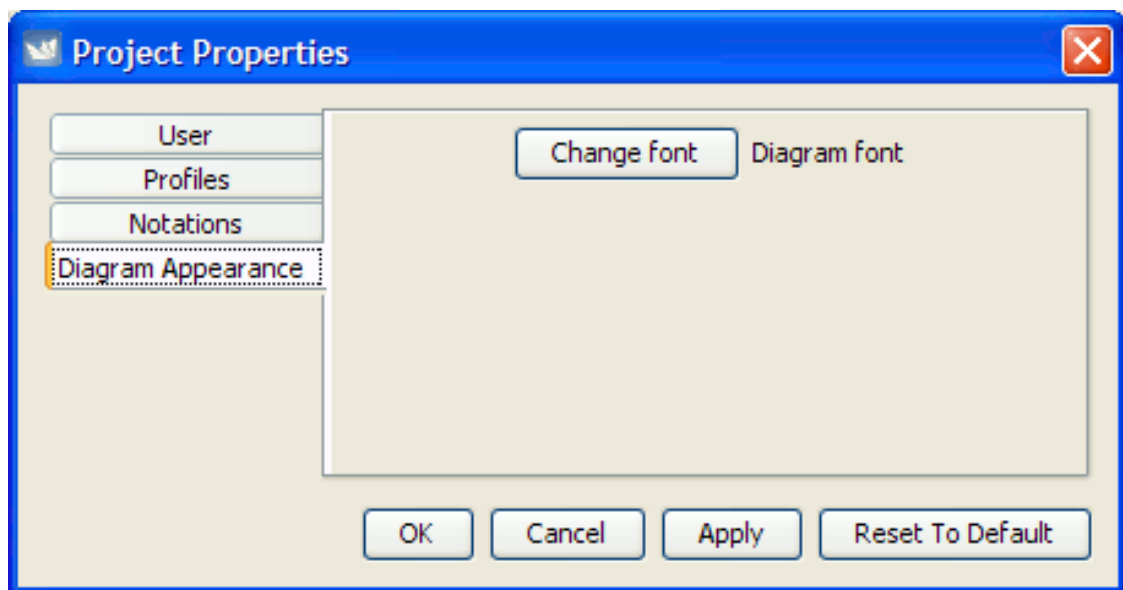 Project Properties
User
Profiles
Notations
Diagram Appearance
Change font Diagram font
OK Cancel Apply Reset To Default